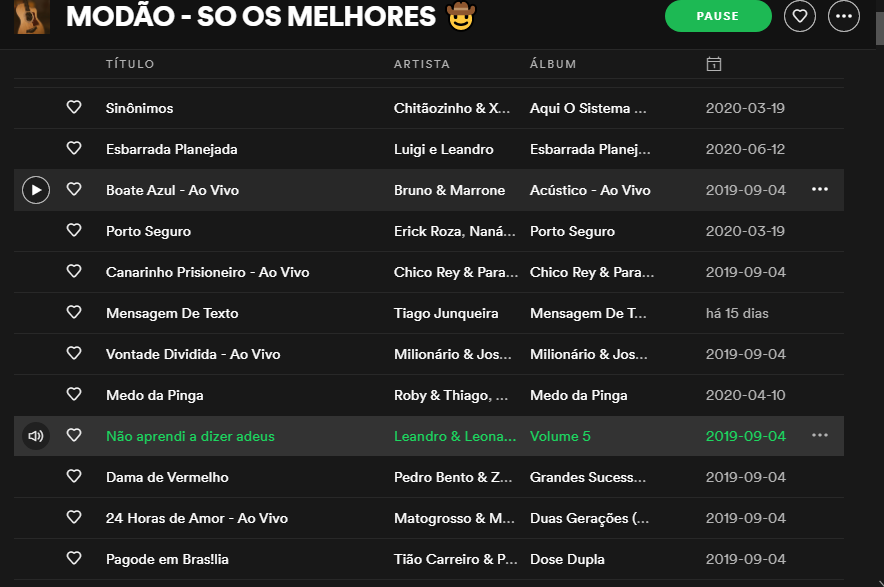 MODÃO - SO OS MELHORES 🤠
PAUSE
TÍTULO ARTISTA ÁLBUM
Sinônimos Chitãozinho & X... Aqui O Sistema ... 2020-03-19
Esbarrada Planejada Luigi e Leandro Esbarrada Planej... 2020-06-12
Boate Azul - Ao Vivo Bruno & Marrone Acústico - Ao Vivo 2019-09-04
Porto Seguro Erick Roza, Naná... Porto Seguro 2020-03-19
Canarinho Prisioneiro - Ao Vivo Chico Rey & Para... Chico Rey & Para... 2019-09-04
Mensagem De Texto Tiago Junqueira Mensagem De T... há 15 dias
Vontade Dividida - Ao Vivo Milionário & Jos... Milionário & Jos... 2019-09-04
Medo da Pinga Roby & Thiago, ... Medo da Pinga 2020-04-10
Não aprendi a dizer adeus Leandro & Leona... Volume 5 2019-09-04
Dama de Vermelho Pedro Bento & Z... Grandes Sucess... 2019-09-04
24 Horas de Amor - Ao Vivo Matogrosso & M... Duas Gerações (... 2019-09-04
Pagode em Bras!lia Tião Carreiro & P... Dose Dupla 2019-09-04